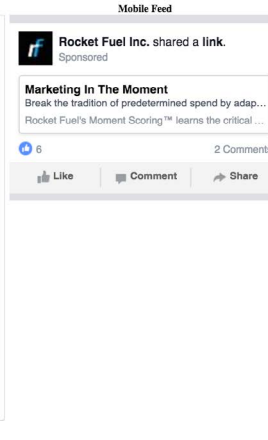 Mobile Feed
rf
Rocket Fuel Inc. shared a link.
Sponsored
Marketing In The Moment
Break the tradition of predetermined spend by adap...
Rocket Fuel's Moment Scoring™ learns the critical ...
6 2 Comment
Like Comment Share